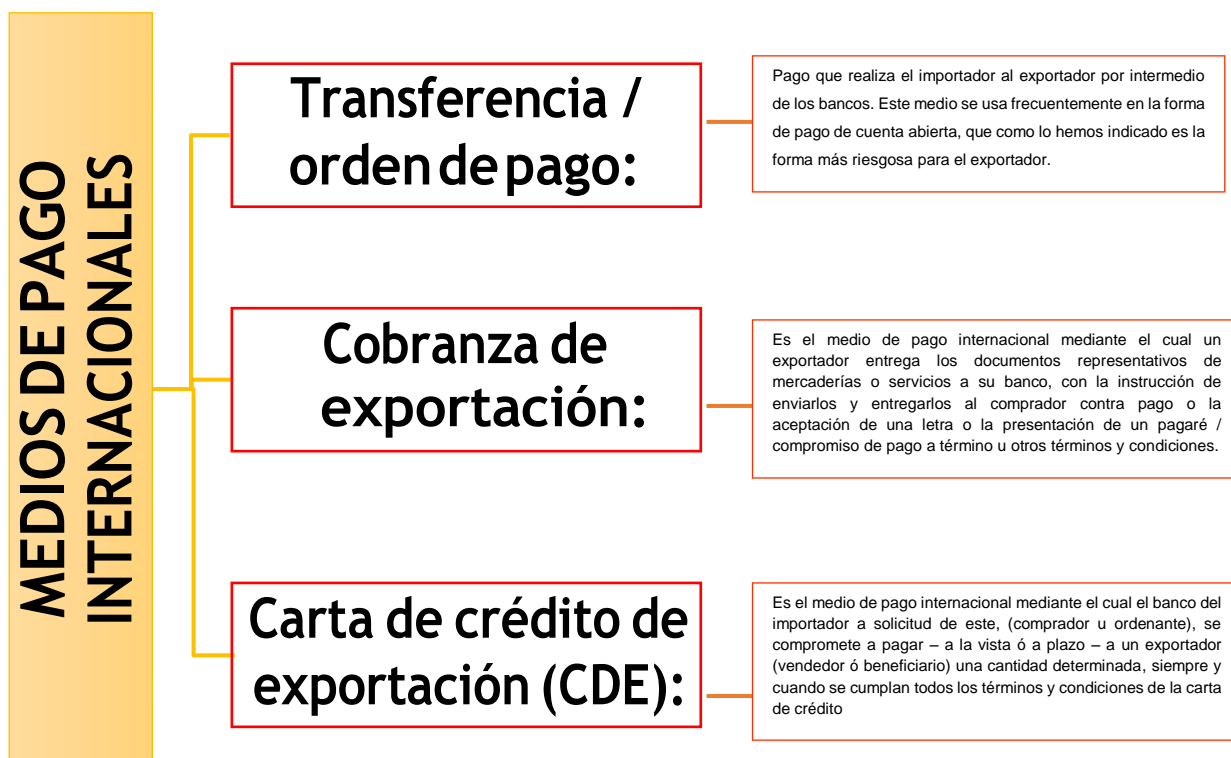 MEDIOS DE PAGO
INTERNACIONALES
Transferencia /
orden de pago:
Pago que realiza el importador al exportador por intermedio
de los bancos. Este medio se usa frecuentemente en la forma
de pago de cuenta abierta, que como lo hemos indicado es la
forma más riesgosa para el exportador.
Cobranza de
exportación:
Es el medio de pago internacional mediante el cual un
exportador entrega los documentos representativos de
mercaderías o servicios a su banco, con la instrucción de
enviarlos y entregarlos al comprador contra pago o la
aceptación de una letra o la presentación de un pagaré /
compromiso de pago a término u otros términos y condiciones.
Carta de crédito de
exportación (CDE):
Es el medio de pago internacional mediante el cual el banco del
importador a solicitud de este, (comprador u ordenante), se
compromete a pagar – a la vista ó a plazo – a un exportador
(vendedor ó beneficiario) una cantidad determinada, siempre y
cuando se cumplan todos los términos y condiciones de la carta
de crédito